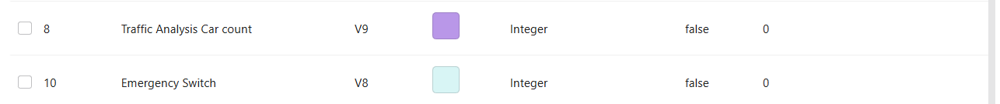 8 Traffic Analysis Car count V9 Integer false 0
10 Emergency Switch V8 Integer false 0